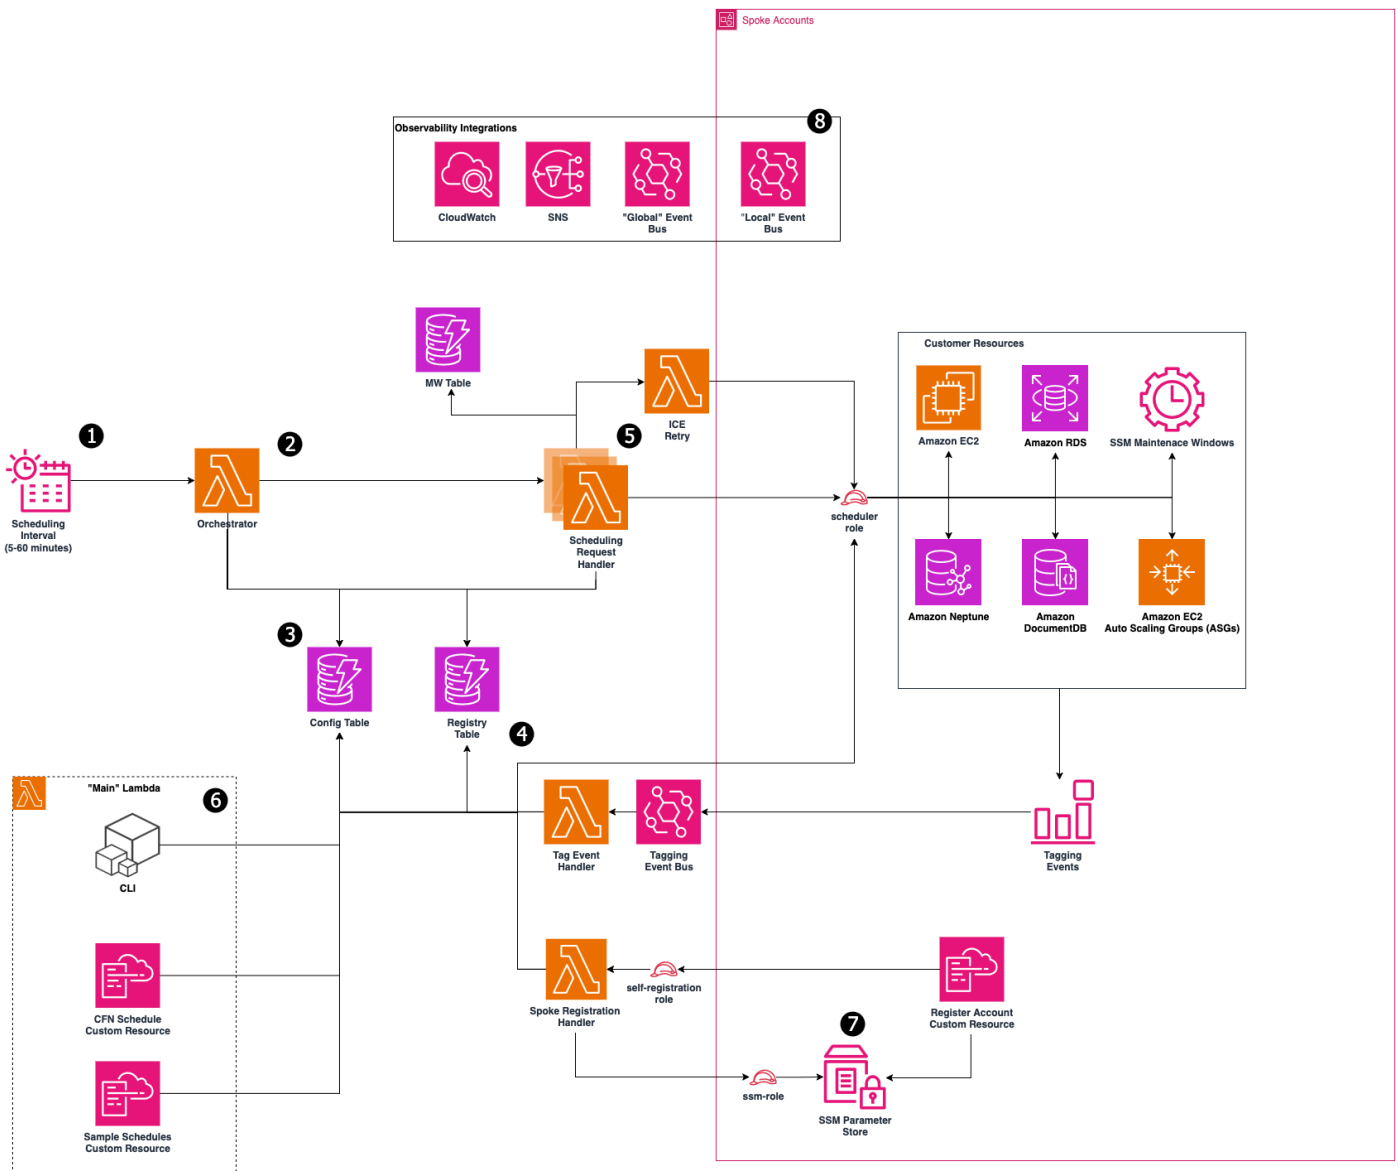 Spoke Accounts
8
Observability Integrations
CloudWatch
SNS
"Global" Event
Bus
"Local" Event
Bus
MW Table
ICE
Retry
Customer Resources
Amazon EC2
Amazon RDS
SSM Maintenace Windows
1
2
5
Scheduling
Interval
(5-60 minutes)
Orchestrator
Scheduling
Request
Handler
scheduler
role
Amazon Neptune
Amazon
DocumentDB
Amazon EC2
Auto Scaling Groups (ASGs)
3
Config Table
Registry
Table
4
"Main" Lambda
6
CLI
Tag Event
Handler
Tagging
Event Bus
Tagging
Events
CFN Schedule
Custom Resource
Spoke Registration
Handler
self-registration
role
Register Account
Custom Resource
7
ssm-role
SSM Parameter
Store
Sample Schedules
Custom Resource